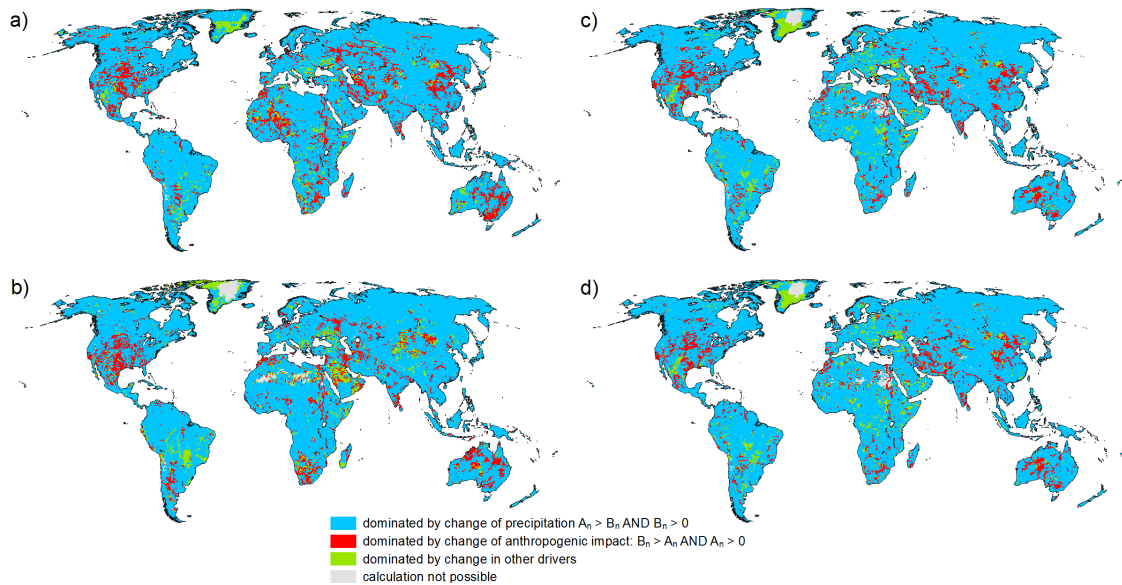 a)
c)
b)
d)
dominated by change of precipitation Aₙ > Bₙ AND Bₙ > 0
dominated by change of anthropogenic impact: Bₙ > Aₙ AND Aₙ > 0
dominated by change in other drivers
calculation not possible